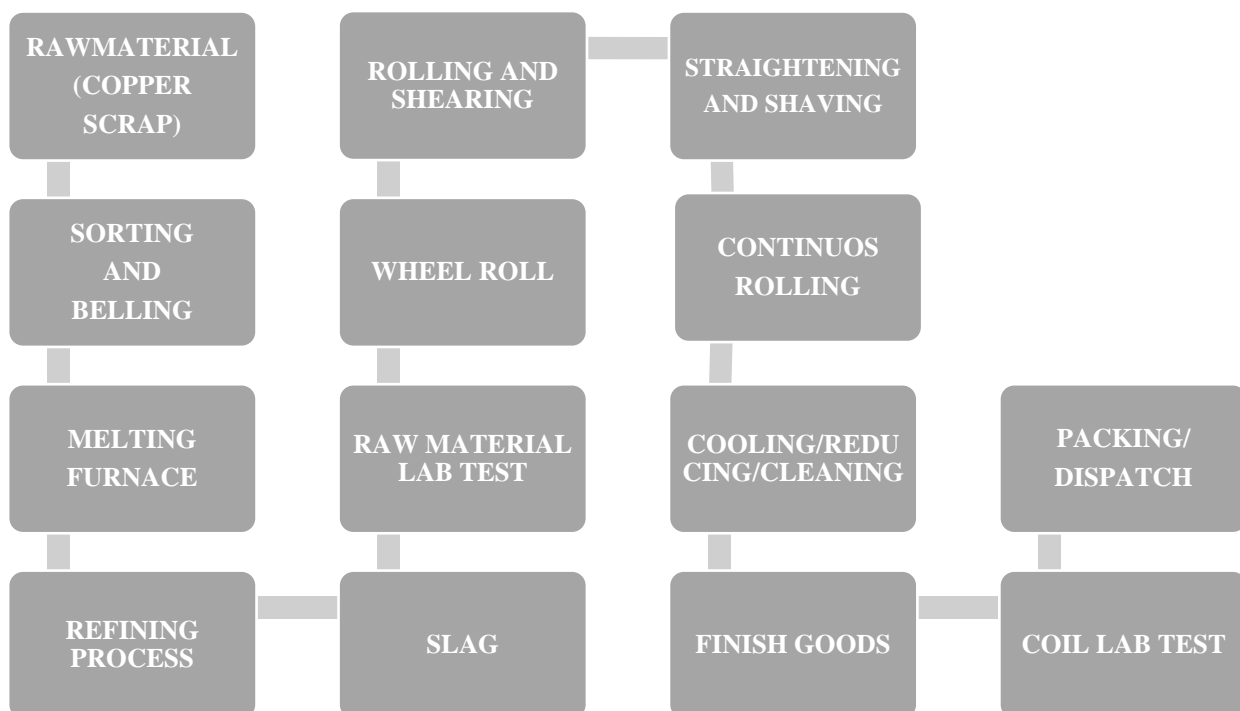 RAWMATERIAL
(COPPER
SCRAP)
SORTING
AND
BELLING
MELTING
FURNACE
REFINING
PROCESS
SLAG
RAW MATERIAL
LAB TEST
WHEEL ROLL
ROLLING AND
SHEARING
STRAIGHTENING
AND SHAVING
CONTINUOS
ROLLING
COOLING/REDU
CING/CLEANING
FINISH GOODS
COIL LAB TEST
PACKING/
DISPATCH